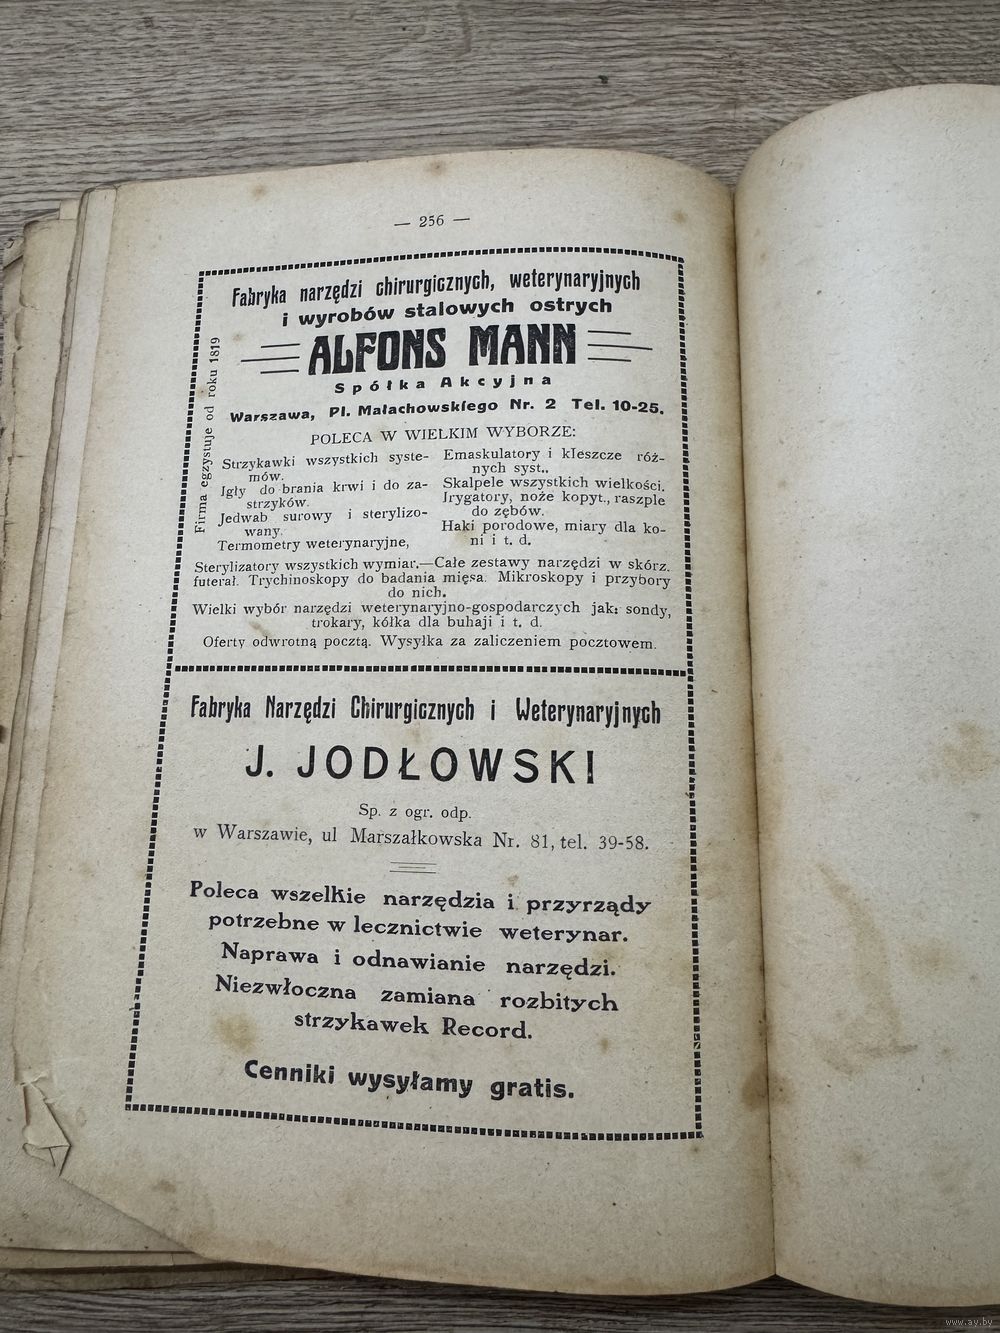 — 256 —
Fabryka narzędzi chirurgicznych, weterynaryjnych
i wyrobów stalowych ostrych
ALFONS MANN
Spółka Akcyjna
Warszawa, Pl. Małachowskiego Nr. 2 Tel. 10-25.
Firma egzystuje od roku 1819
POLECA W WIELKIM WYBORZE:
Strzykawki wszystkich syste-
mów.
Igły do brania krwi i do za-
strzyków.
Jedwab surowy i sterylizo-
wany.
Termometry weterynaryjne,
Emaskulatory i kleszcze róż-
nych syst..
Skalpele wszystkich wielkości.
Irygatory, noże kopyt., raszple
do zębów.
Haki porodowe, miary dla ko-
ni i t. d.
Sterylizatory wszystkich wymiar.—Całe zestawy narzędzi w skórz.
futerał. Trychinoskopy do badania mięsa. Mikroskopy i przybory
do nich.
Wielki wybór narzędzi weterynaryjno-gospodarczych jak: sondy,
trokary, kółka dla buhaji i t. d.
Oferty odwrotną pocztą. Wysyłka za zaliczeniem pocztowem.
Fabryka Narzędzi Chirurgicznych i Weterynaryjnych
J. JODŁOWSKI
Sp. z ogr. odp.
w Warszawie, ul Marszałkowska Nr. 81, tel. 39-58.
Poleca wszelkie narzędzia i przyrządy
potrzebne w lecznictwie weterynar.
Naprawa i odnawianie narzędzi.
Niezwłoczna zamiana rozbitych
strzykawek Record.
Cenniki wysyłamy gratis.
www.ay.by